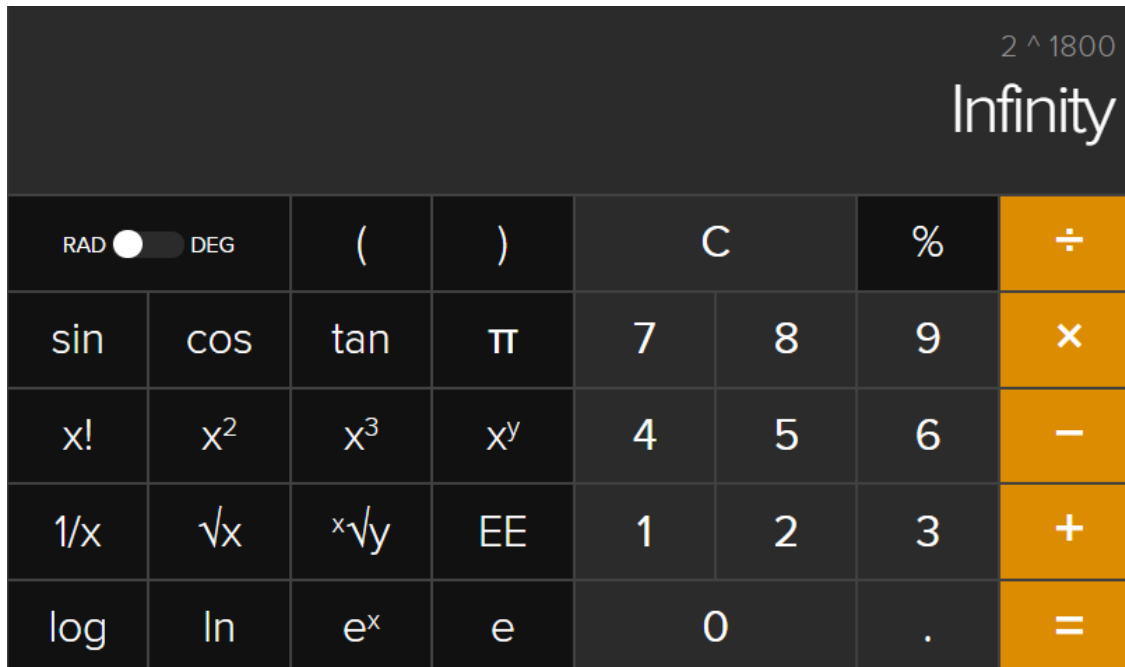 2 ^ 1800
Infinity
RAD DEG ( ) C % ÷
sin cos tan π 7 8 9 ×
x! x² x³ xʸ 4 5 6 −
1/x √x ˣ√y EE 1 2 3 +
log ln eˣ e 0 . =